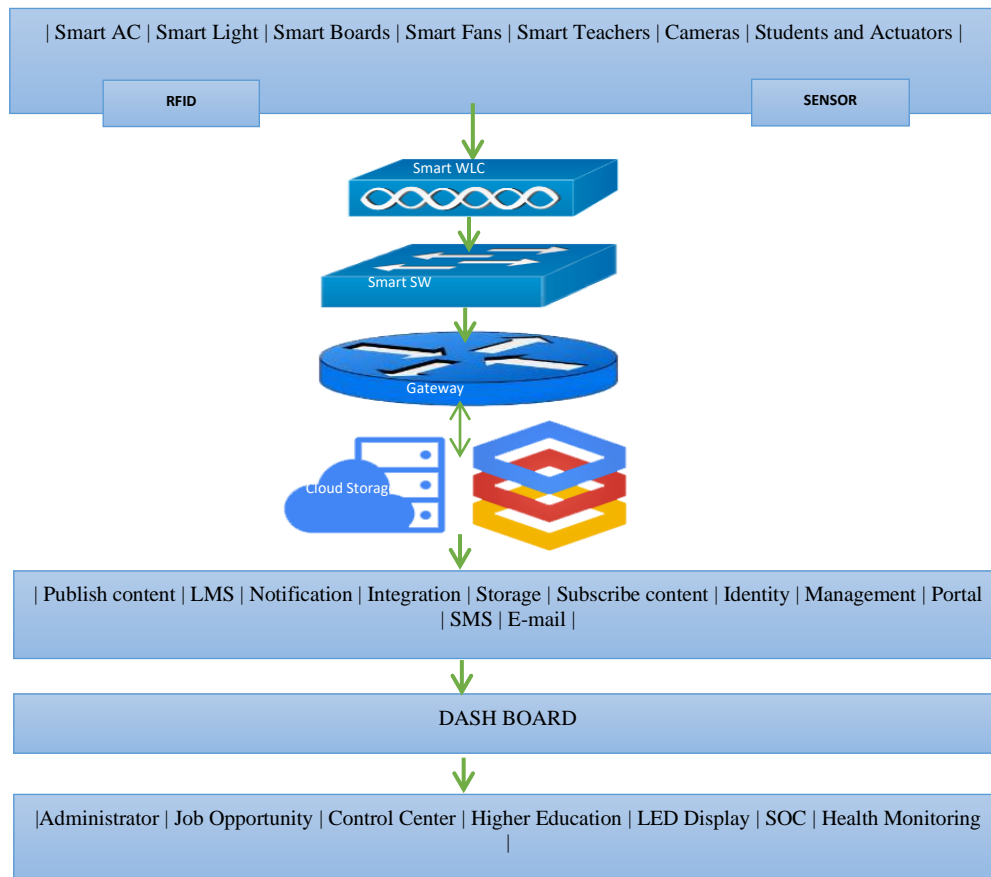 | Smart AC | Smart Light | Smart Boards | Smart Fans | Smart Teachers | Cameras | Students and Actuators |
RFID
SENSOR
Smart WLC
Smart SW
Gateway
Cloud Storag
| Publish content | LMS | Notification | Integration | Storage | Subscribe content | Identity | Management | Portal
| SMS | E-mail |
DASH BOARD
|Administrator | Job Opportunity | Control Center | Higher Education | LED Display | SOC | Health Monitoring
|